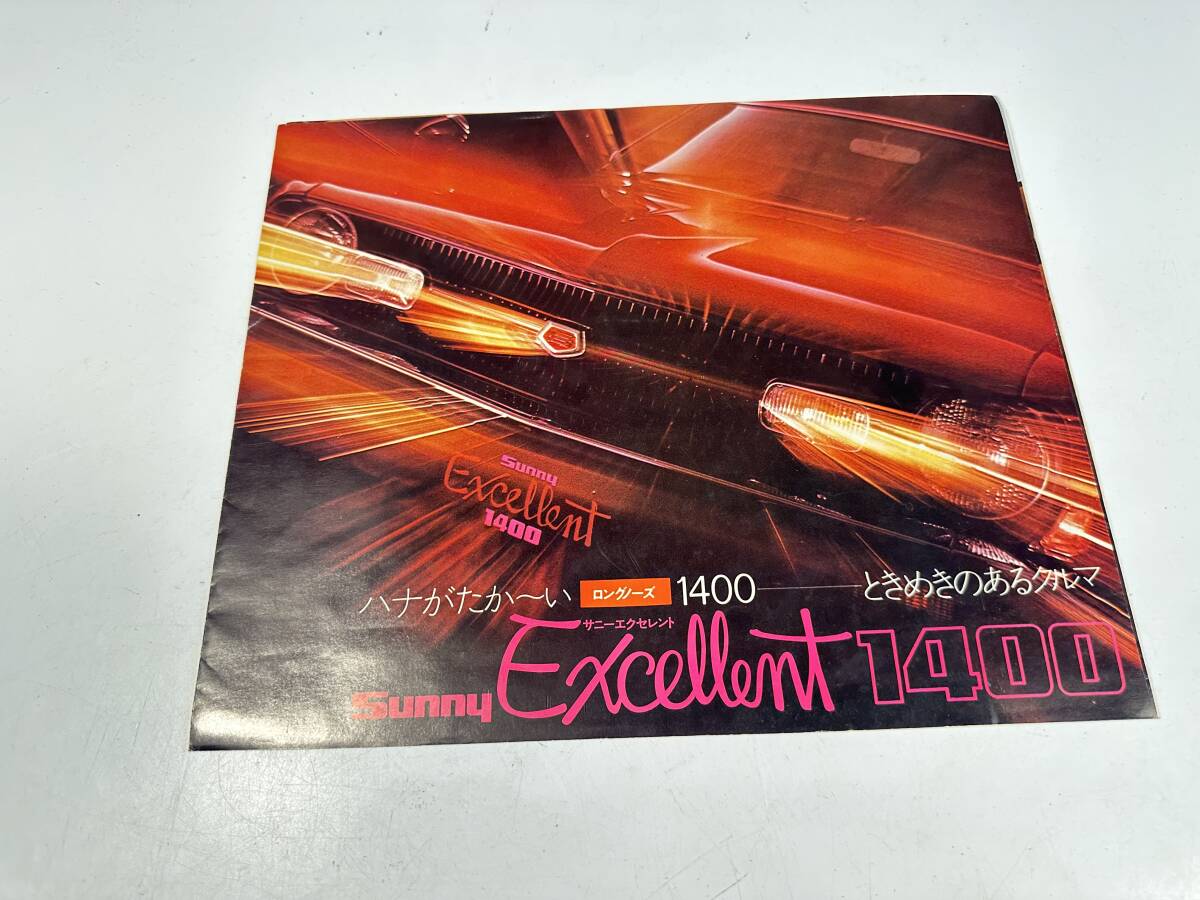 Sunny
Excellent
1400
ハナがたか〜い ロングノーズ 1400 ときめきのあるクルマ
サニーエクセレント
Sunny Excellent 1400